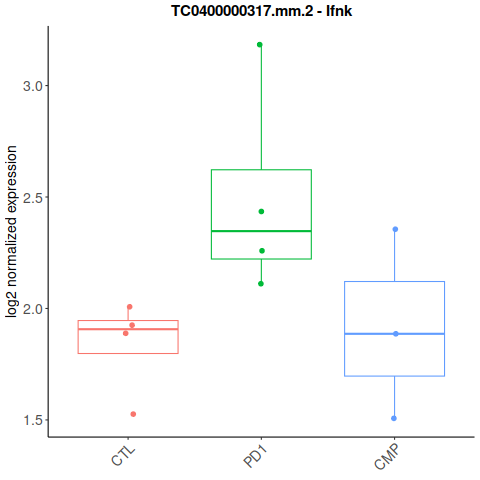 TC0400000317.mm.2 - Ifnk
log2 normalized expression
3.0
2.5
2.0
1.5
CTL
PD1
CMP